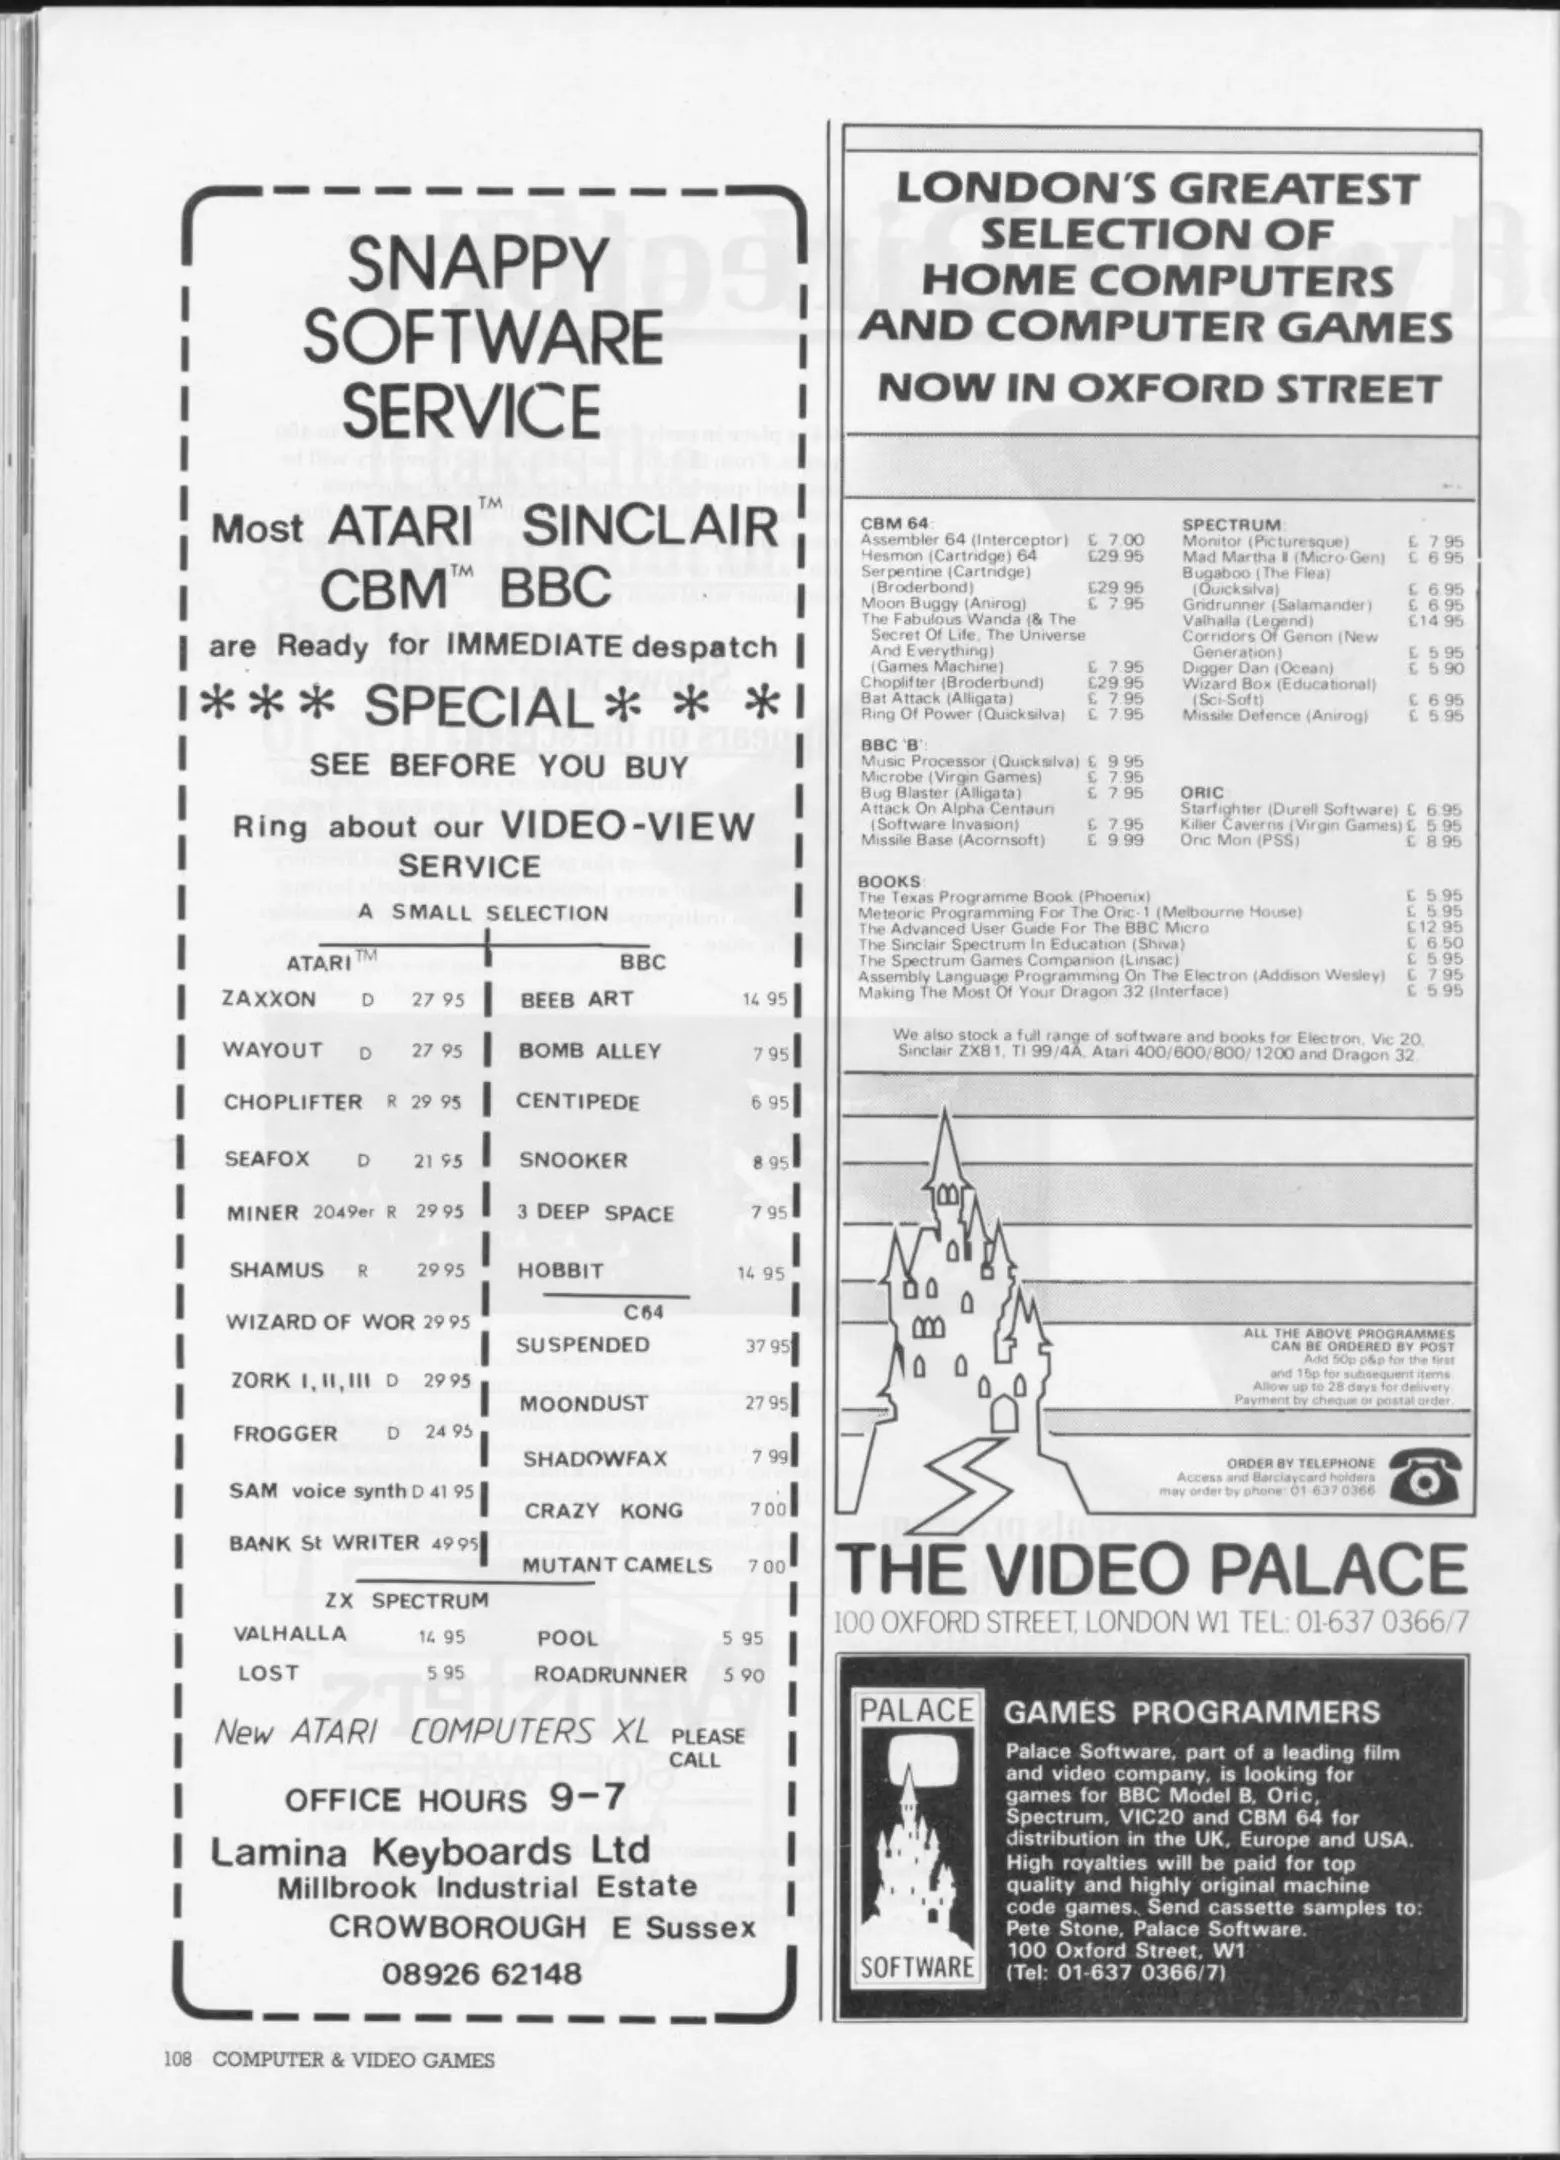 SNAPPY
SOFTWARE
SERVICE
Most ATARI™ SINCLAIR
CBM™ BBC
are Ready for IMMEDIATE despatch
*** SPECIAL * * *
SEE BEFORE YOU BUY
Ring about our VIDEO-VIEW
SERVICE
A SMALL SELECTION
ATARI™
ZAXXON D 27 95
WAYOUT D 27 95
CHOPLIFTER R 29 95
SEAFOX D 21 95
MINER 2049er R 29 95
SHAMUS R 29 95
WIZARD OF WOR 29 95
ZORK I, II, III D 29 95
FROGGER D 24 95
SAM voice synth D 41 95
BANK St WRITER 49 95
BBC
BEEB ART 14 95
BOMB ALLEY 7 95
CENTIPEDE 6 95
SNOOKER 8 95
3 DEEP SPACE 7 95
HOBBIT 14 95
C64
SUSPENDED 37 95
MOONDUST 27 95
SHADOWFAX 7 99
CRAZY KONG 7 00
MUTANT CAMELS 7 00
ZX SPECTRUM
VALHALLA 14 95 POOL 5 95
LOST 5 95 ROADRUNNER 5 90
New ATARI COMPUTERS XL PLEASE
CALL
OFFICE HOURS 9-7
Lamina Keyboards Ltd
Millbrook Industrial Estate
CROWBOROUGH E Sussex
08926 62148
108 COMPUTER & VIDEO GAMES
LONDON'S GREATEST
SELECTION OF
HOME COMPUTERS
AND COMPUTER GAMES
NOW IN OXFORD STREET
CBM 64:
Assembler 64 (Interceptor) £ 7.00
Hesmon (Cartridge) 64 £29.95
Serpentine (Cartridge)
(Broderbond) £29.95
Moon Buggy (Anirog) £ 7.95
The Fabulous Wanda (& The
Secret Of Life, The Universe
And Everything)
(Games Machine) £ 7.95
Choplifter (Broderbund) £29.95
Bat Attack (Alligata) £ 7.95
Ring Of Power (Quicksilva) £ 7.95
BBC 'B':
Music Processor (Quicksilva) £ 9.95
Microbe (Virgin Games) £ 7.95
Bug Blaster (Alligata) £ 7.95
Attack On Alpha Centauri
(Software Invasion) £ 7.95
Missile Base (Acornsoft) £ 9.99
SPECTRUM:
Monitor (Picturesque) £ 7.95
Mad Martha II (Micro-Gen) £ 6.95
Bugaboo (The Flea)
(Quicksilva) £ 6.95
Gridrunner (Salamander) £ 6.95
Valhalla (Legend) £14.95
Corridors Of Genon (New
Generation) £ 5.95
Digger Dan (Ocean) £ 5.90
Wizard Box (Educational)
(Sci-Soft) £ 6.95
Missile Defence (Anirog) £ 5.95
ORIC
Starfighter (Durell Software) £ 6.95
Killer Caverns (Virgin Games) £ 5.95
Oric Mon (PSS) £ 8.95
BOOKS:
The Texas Programme Book (Phoenix) £ 5.95
Meteoric Programming For The Oric-1 (Melbourne House) £ 5.95
The Advanced User Guide For The BBC Micro £12.95
The Sinclair Spectrum In Education (Shiva) £ 6.50
The Spectrum Games Companion (Linsac) £ 5.95
Assembly Language Programming On The Electron (Addison Wesley) £ 7.95
Making The Most Of Your Dragon 32 (Interface) £ 5.95
We also stock a full range of software and books for Electron, Vic 20,
Sinclair ZX81, TI 99/4A, Atari 400/600/800/1200 and Dragon 32.
ALL THE ABOVE PROGRAMMES
CAN BE ORDERED BY POST
Add 50p p&p for the first
and 15p for subsequent items.
Allow up to 28 days for delivery.
Payment by cheque or postal order.
ORDER BY TELEPHONE
Access and Barclaycard holders
may order by phone: 01-637 0366
THE VIDEO PALACE
100 OXFORD STREET, LONDON W1 TEL: 01-637 0366/7
PALACE
SOFTWARE
GAMES PROGRAMMERS
Palace Software, part of a leading film
and video company, is looking for
games for BBC Model B, Oric,
Spectrum, VIC20 and CBM 64 for
distribution in the UK, Europe and USA.
High royalties will be paid for top
quality and highly original machine
code games. Send cassette samples to:
Pete Stone, Palace Software.
100 Oxford Street, W1
(Tel: 01-637 0366/7)